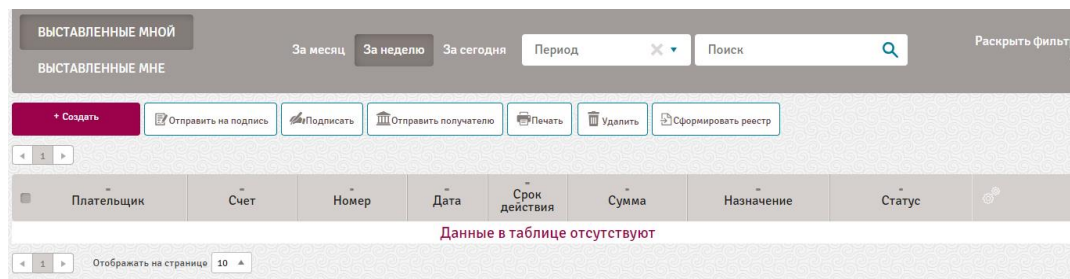 ВЫСТАВЛЕННЫЕ МНОЙ
За месяц За неделю За сегодня Период Поиск Раскрыть фильт
ВЫСТАВЛЕННЫЕ МНЕ
+ Создать Отправить на подпись Подписать Отправить получателю Печать Удалить Сформировать реестр
1
Плательщик Счет Номер Дата Срок действия Сумма Назначение Статус
Данные в таблице отсутствуют
1 Отображать на странице 10